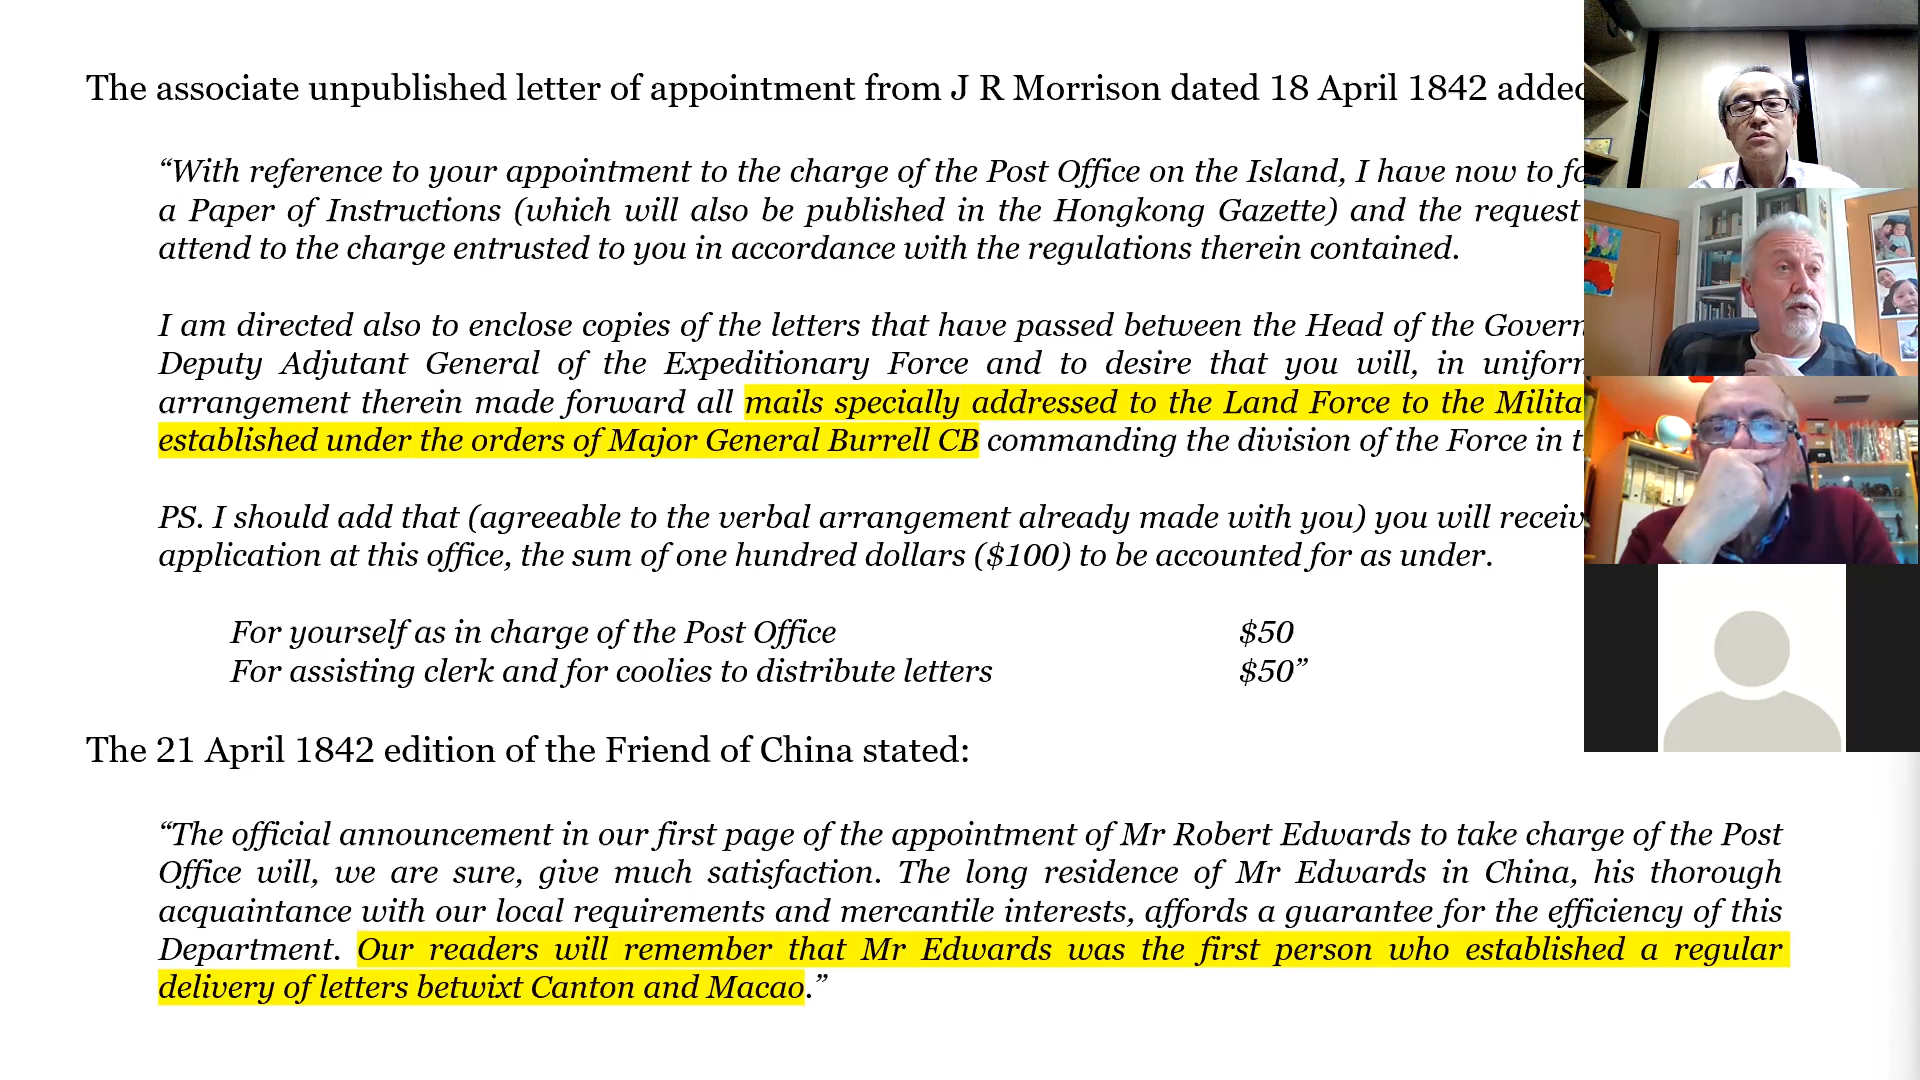 The associate unpublished letter of appointment from J R Morrison dated 18 April 1842 added
“With reference to your appointment to the charge of the Post Office on the Island, I have now to
a Paper of Instructions (which will also be published in the Hongkong Gazette) and the request
attend to the charge entrusted to you in accordance with the regulations therein contained.
I am directed also to enclose copies of the letters that have passed between the Head of the
Deputy Adjutant General of the Expeditionary Force and to desire that you will, in
arrangement therein made forward all mails specially addressed to the Land Force to the
established under the orders of Major General Burrell CB commanding the division of the Force in
PS. I should add that (agreeable to the verbal arrangement already made with you) you will
application at this office, the sum of one hundred dollars ($100) to be accounted for as under.
For yourself as in charge of the Post Office $50
For assisting clerk and for coolies to distribute letters $50”
The 21 April 1842 edition of the Friend of China stated:
“The official announcement in our first page of the appointment of Mr Robert Edwards to take charge of the Post
Office will, we are sure, give much satisfaction. The long residence of Mr Edwards in China, his thorough
acquaintance with our local requirements and mercantile interests, affords a guarantee for the efficiency of this
Department. Our readers will remember that Mr Edwards was the first person who established a regular
delivery of letters betwixt Canton and Macao.”